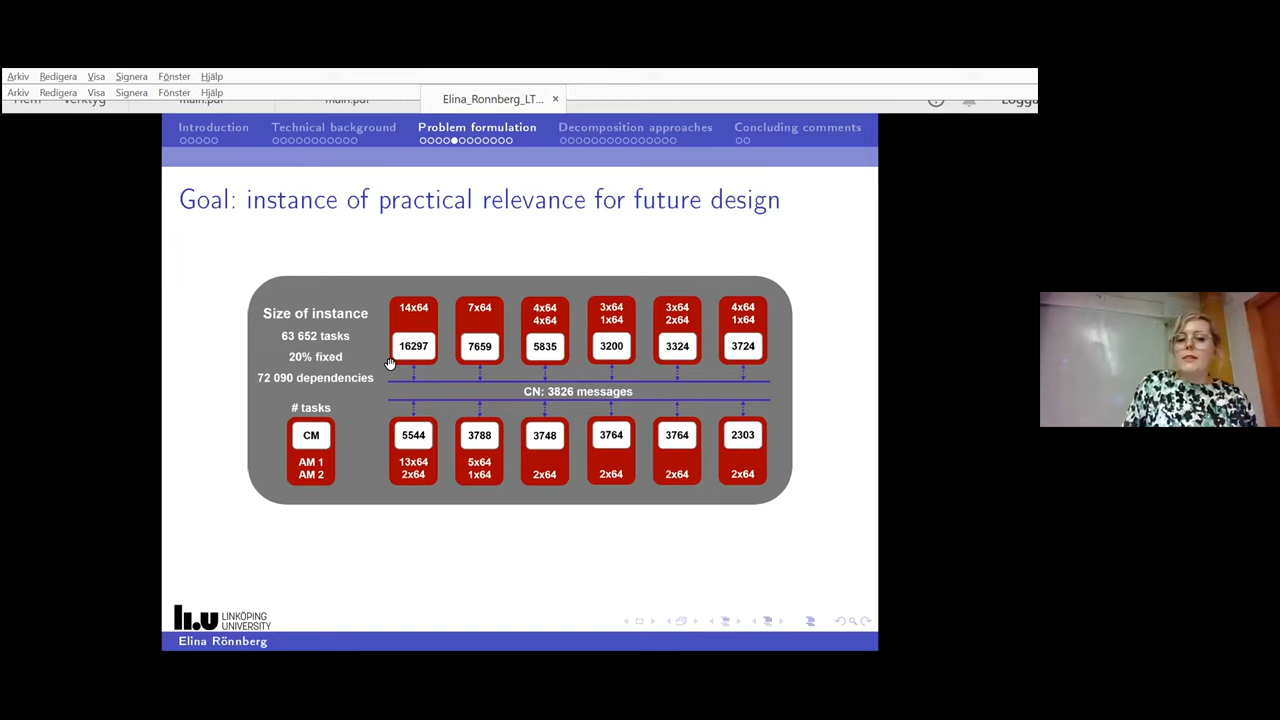 Arkiv Redigera Visa Signera Fönster Hjälp
Arkiv Redigera Visa Signera Fönster Hjälp
Elina_Ronnberg_LT... ×
Introduction Technical background Problem formulation Decomposition approaches Concluding comments
Goal: instance of practical relevance for future design
Size of instance
63 652 tasks
20% fixed
72 090 dependencies
# tasks
CM
AM 1
AM 2
14x64 7x64 4x64 3x64 3x64 4x64
4x64 1x64 2x64 1x64
16297 7659 5835 3200 3324 3724
CN: 3826 messages
5544 3788 3748 3764 3764 2303
13x64 5x64
2x64 1x64 2x64 2x64 2x64 2x64
li.u LINKÖPING
UNIVERSITY
Elina Rönnberg